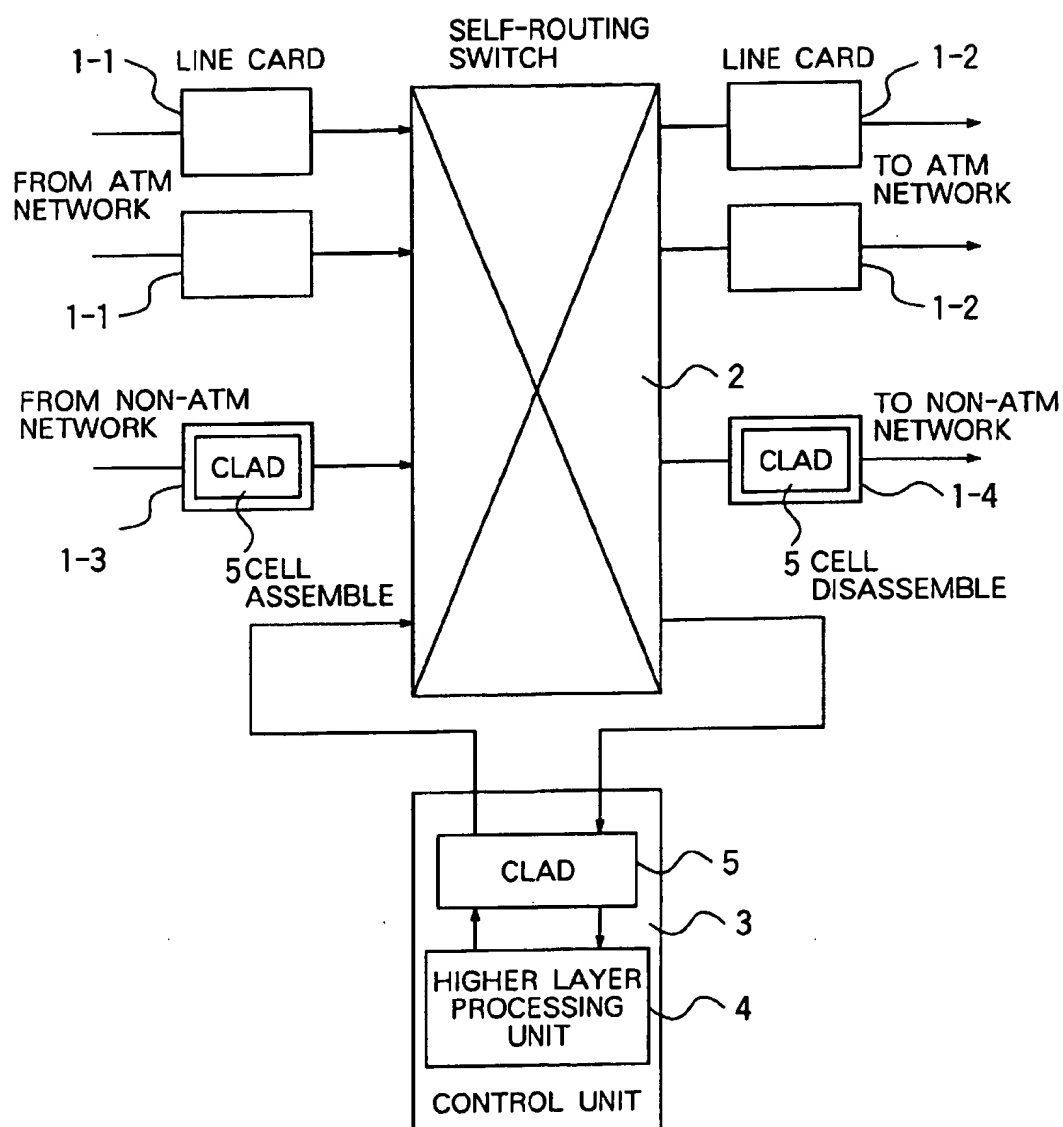 SELF-ROUTING
SWITCH
1-1
LINE CARD
LINE CARD
1-2
FROM ATM
NETWORK
TO ATM
NETWORK
1-1
1-2
2
FROM NON-ATM
NETWORK
TO NON-ATM
NETWORK
CLAD
CLAD
1-3
1-4
5 CELL
ASSEMBLE
5 CELL
DISASSEMBLE
CLAD
5
3
HIGHER LAYER
PROCESSING
UNIT
4
CONTROL UNIT